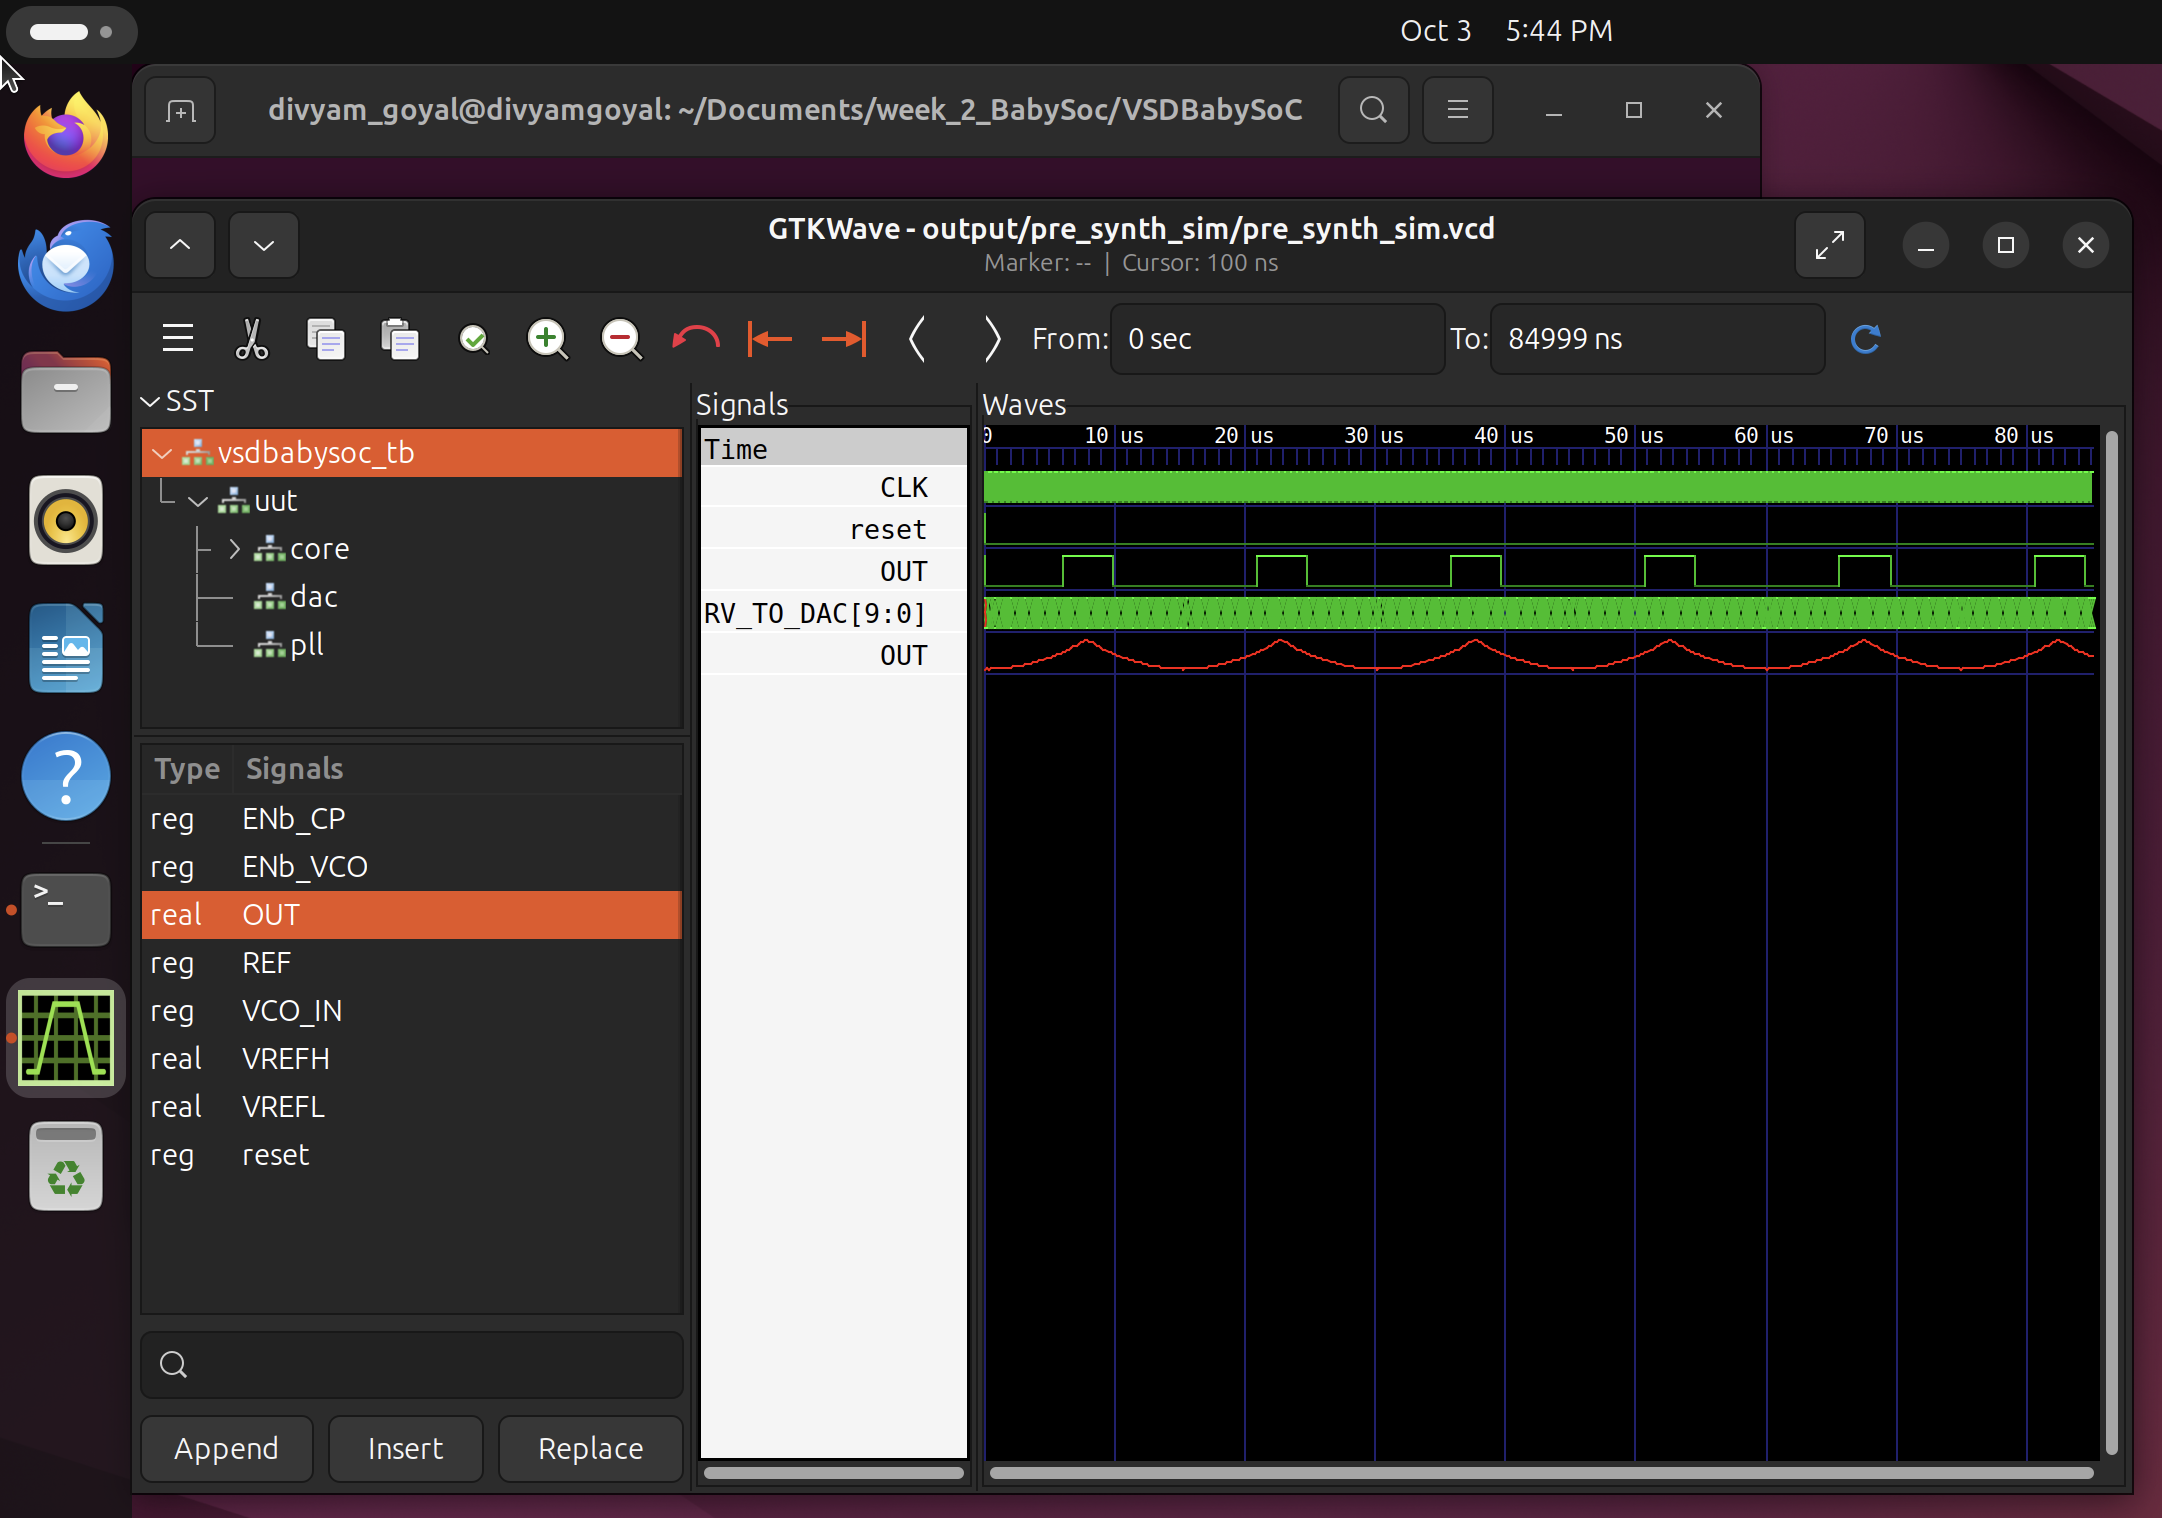 Oct 3 5:44 PM
divyam_goyal@divyamgoyal: ~/Documents/week_2_BabySoc/VSDBabySoC
GTKWave - output/pre_synth_sim/pre_synth_sim.vcd
Marker: -- | Cursor: 100 ns
From: 0 sec To: 84999 ns
SST
vsdbabysoc_tb
uut
core
dac
pll
Type Signals
reg ENb_CP
reg ENb_VCO
real OUT
reg REF
reg VCO_IN
real VREFH
real VREFL
reg reset
Append Insert Replace
Signals
Time
CLK
reset
OUT
RV_TO_DAC[9:0]
OUT
Waves
0 10 us 20 us 30 us 40 us 50 us 60 us 70 us 80 us